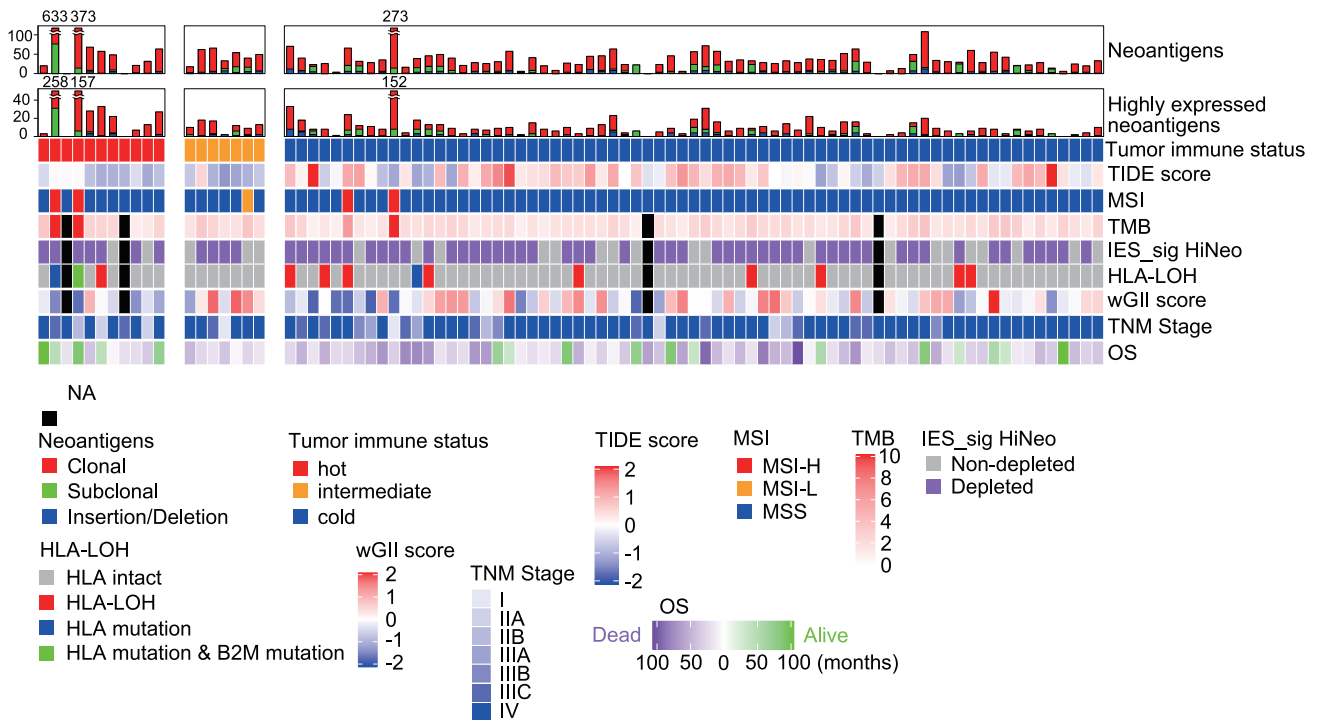 633 373 273
100
50
0
Neoantigens
258 157 152
40
20
0
Highly expressed
neoantigens
Tumor immune status
TIDE score
MSI
TMB
IES_sig HiNeo
HLA-LOH
wGII score
TNM Stage
OS
NA
Neoantigens
Clonal
Subclonal
Insertion/Deletion
Tumor immune status
hot
intermediate
cold
TIDE score
2
1
0
-1
-2
MSI
MSI-H
MSI-L
MSS
TMB
10
8
6
4
2
0
IES_sig HiNeo
Non-depleted
Depleted
HLA-LOH
HLA intact
HLA-LOH
HLA mutation
HLA mutation & B2M mutation
wGII score
2
1
0
-1
-2
TNM Stage
I
IIA
IIB
IIIA
IIIB
IIIC
IV
OS
Dead Alive
100 50 0 50 100 (months)